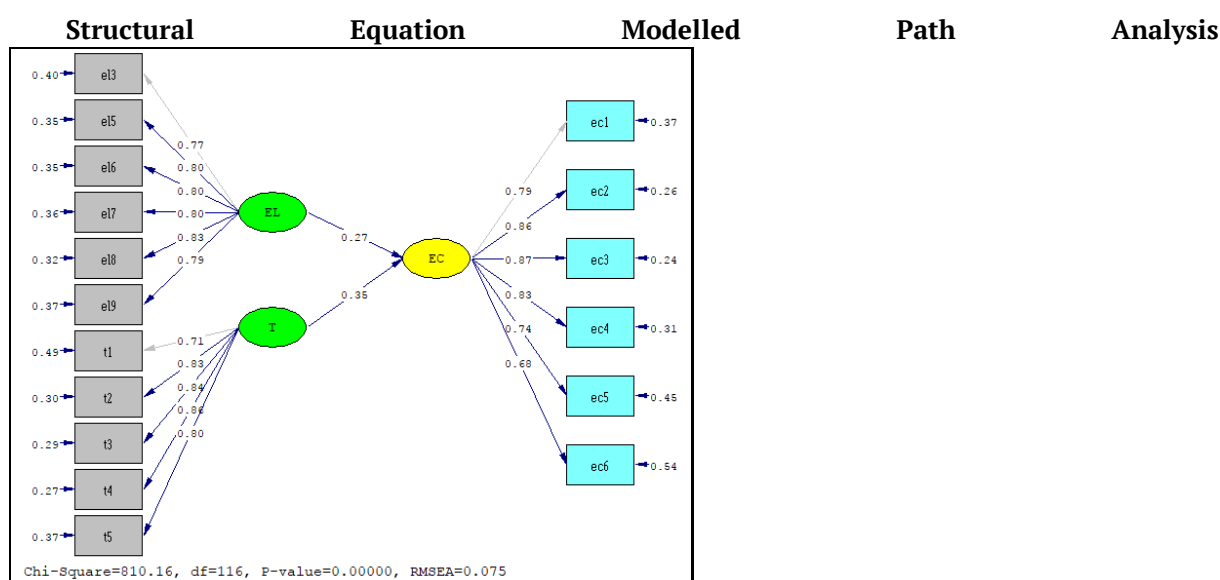 Structural Equation Modelled Path Analysis
0.40 el3
0.35 el5
0.35 el6
0.36 el7
0.32 el8
0.37 el9
0.49 t1
0.30 t2
0.29 t3
0.27 t4
0.37 t5
0.77
0.80
0.80
0.80
0.83
0.79
EL
0.71
0.83
0.84
0.86
0.80
T
0.27
0.35
EC
0.79
0.86
0.87
0.83
0.74
0.68
ec1 0.37
ec2 0.26
ec3 0.24
ec4 0.31
ec5 0.45
ec6 0.54
Chi-Square=810.16, df=116, P-value=0.00000, RMSEA=0.075